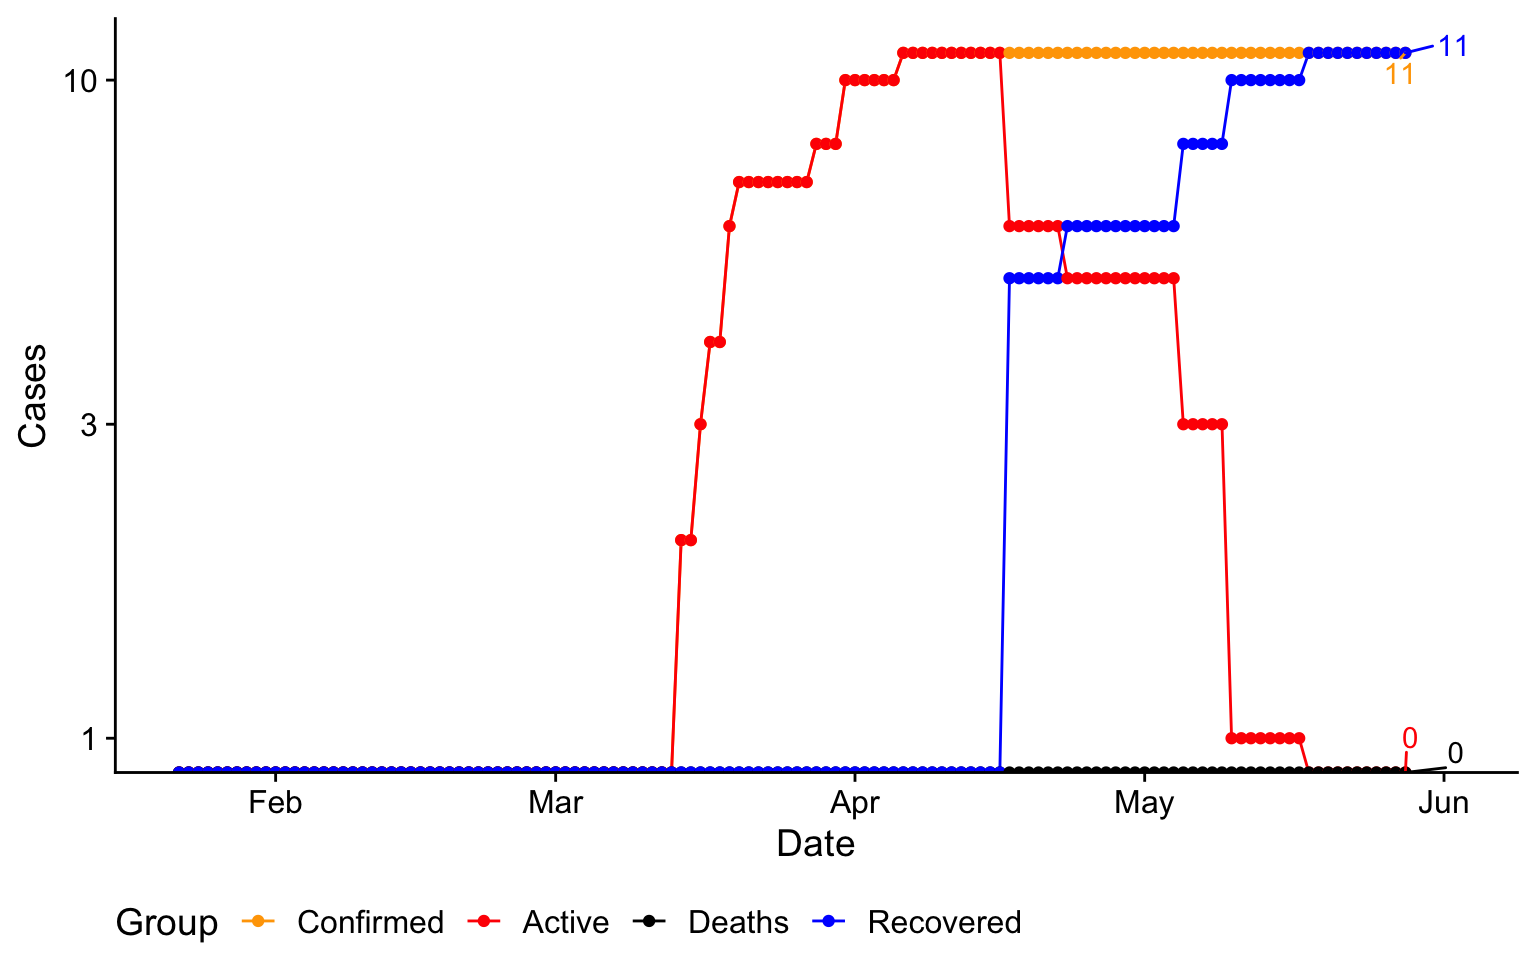 11
11
10
3
1
0
0
Cases
Feb Mar Apr May Jun
Date
Group Confirmed Active Deaths Recovered